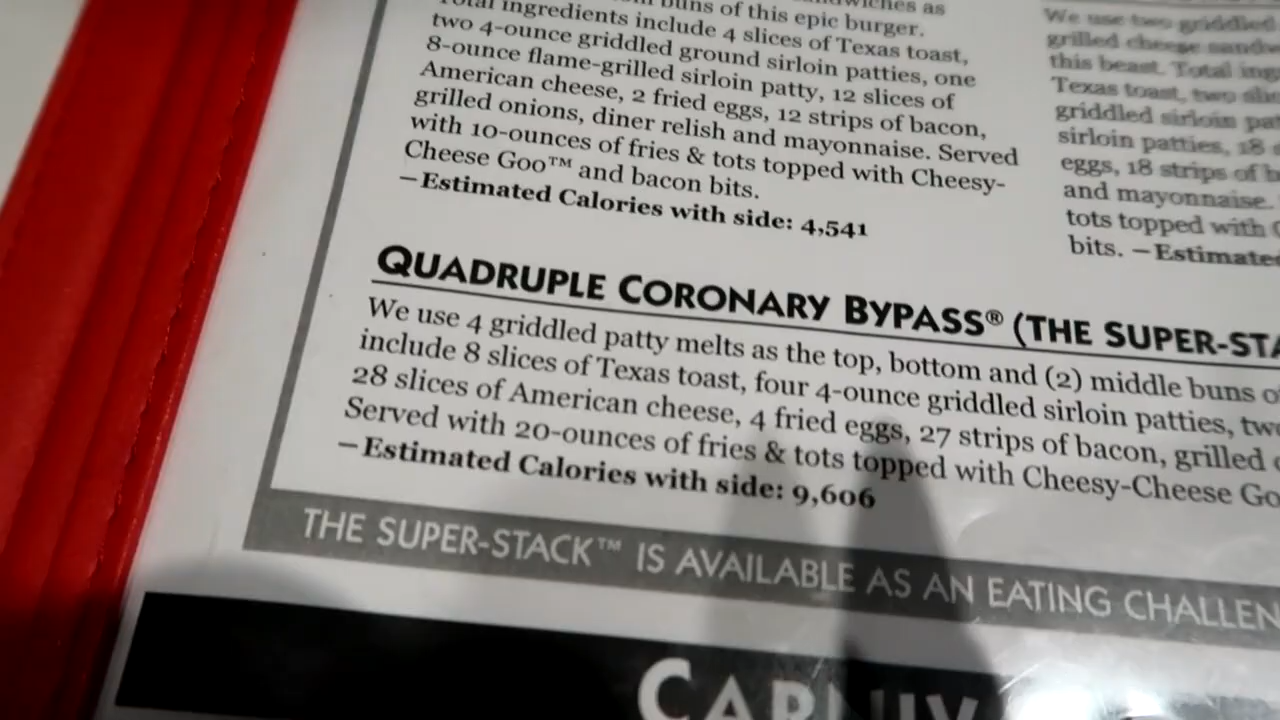 buns of this epic burger.
Total ingredients include 4 slices of Texas toast,
two 4-ounce griddled ground sirloin patties, one
8-ounce flame-grilled sirloin patty, 12 slices of
American cheese, 2 fried eggs, 12 strips of bacon,
grilled onions, diner relish and mayonnaise. Served
with 10-ounces of fries & tots topped with Cheesy-
Cheese Goo™ and bacon bits.
—Estimated Calories with side: 4,541
We use two griddled
grilled cheese
this beast. Total
Texas toast, two
griddled sirloin
sirloin patties, 18
eggs, 18 strips of
and mayonnaise.
tots topped with
bits. —Estimated
QUADRUPLE CORONARY BYPASS® (THE SUPER-STA
We use 4 griddled patty melts as the top, bottom and (2) middle buns
include 8 slices of Texas toast, four 4-ounce griddled sirloin patties, two
28 slices of American cheese, 4 fried eggs, 27 strips of bacon, grilled
Served with 20-ounces of fries & tots topped with Cheesy-Cheese Go
—Estimated Calories with side: 9,606
THE SUPER-STACK™ IS AVAILABLE AS AN EATING CHALLEN